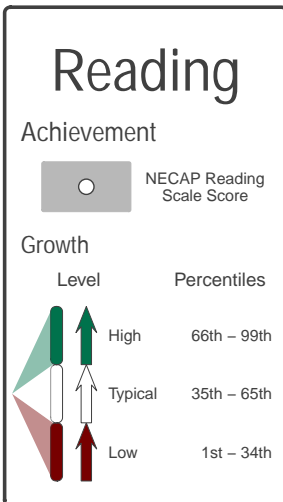 Reading
Achievement
NECAP Reading
Scale Score
Growth
Level Percentiles
High 66th – 99th
Typical 35th – 65th
Low 1st – 34th